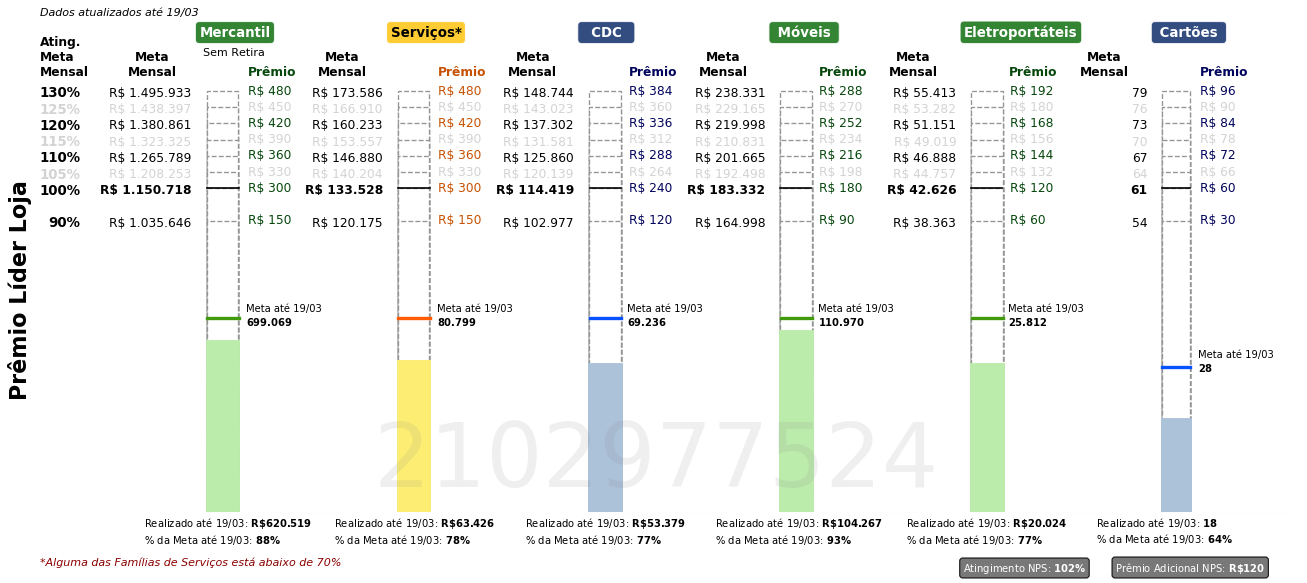 Dados atualizados até 19/03
Mercantil Serviços* CDC Móveis Eletroportáteis Cartões
Sem Retira
Ating. Meta Mensal
Meta Mensal Prêmio Meta Mensal Prêmio Meta Mensal Prêmio Meta Mensal Prêmio Meta Mensal Prêmio Meta Mensal Prêmio
130% R$ 1.495.933 R$ 480 R$ 173.586 R$ 480 R$ 148.744 R$ 384 R$ 238.331 R$ 288 R$ 55.413 R$ 192 79 R$ 96
125% R$ 1.438.397 R$ 450 R$ 166.910 R$ 450 R$ 143.023 R$ 360 R$ 229.165 R$ 270 R$ 53.282 R$ 180 76 R$ 90
120% R$ 1.380.861 R$ 420 R$ 160.233 R$ 420 R$ 137.302 R$ 336 R$ 219.998 R$ 252 R$ 51.151 R$ 168 73 R$ 84
115% R$ 1.323.325 R$ 390 R$ 153.557 R$ 390 R$ 131.581 R$ 312 R$ 210.831 R$ 234 R$ 49.019 R$ 156 70 R$ 78
110% R$ 1.265.789 R$ 360 R$ 146.880 R$ 360 R$ 125.860 R$ 288 R$ 201.665 R$ 216 R$ 46.888 R$ 144 67 R$ 72
105% R$ 1.208.253 R$ 330 R$ 140.204 R$ 330 R$ 120.139 R$ 264 R$ 192.498 R$ 198 R$ 44.757 R$ 132 64 R$ 66
100% R$ 1.150.718 R$ 300 R$ 133.528 R$ 300 R$ 114.419 R$ 240 R$ 183.332 R$ 180 R$ 42.626 R$ 120 61 R$ 60
90% R$ 1.035.646 R$ 150 R$ 120.175 R$ 150 R$ 102.977 R$ 120 R$ 164.998 R$ 90 R$ 38.363 R$ 60 54 R$ 30
Prêmio Líder Loja
Meta até 19/03 Meta até 19/03 Meta até 19/03 Meta até 19/03 Meta até 19/03
699.069 80.799 69.236 110.970 25.812
Meta até 19/03
28
2102977524
Realizado até 19/03: R$620.519 Realizado até 19/03: R$63.426 Realizado até 19/03: R$53.379 Realizado até 19/03: R$104.267 Realizado até 19/03: R$20.024 Realizado até 19/03: 18
% da Meta até 19/03: 88% % da Meta até 19/03: 78% % da Meta até 19/03: 77% % da Meta até 19/03: 93% % da Meta até 19/03: 77% % da Meta até 19/03: 64%
*Alguma das Famílias de Serviços está abaixo de 70%
Atingimento NPS: 102% Prêmio Adicional NPS: R$120